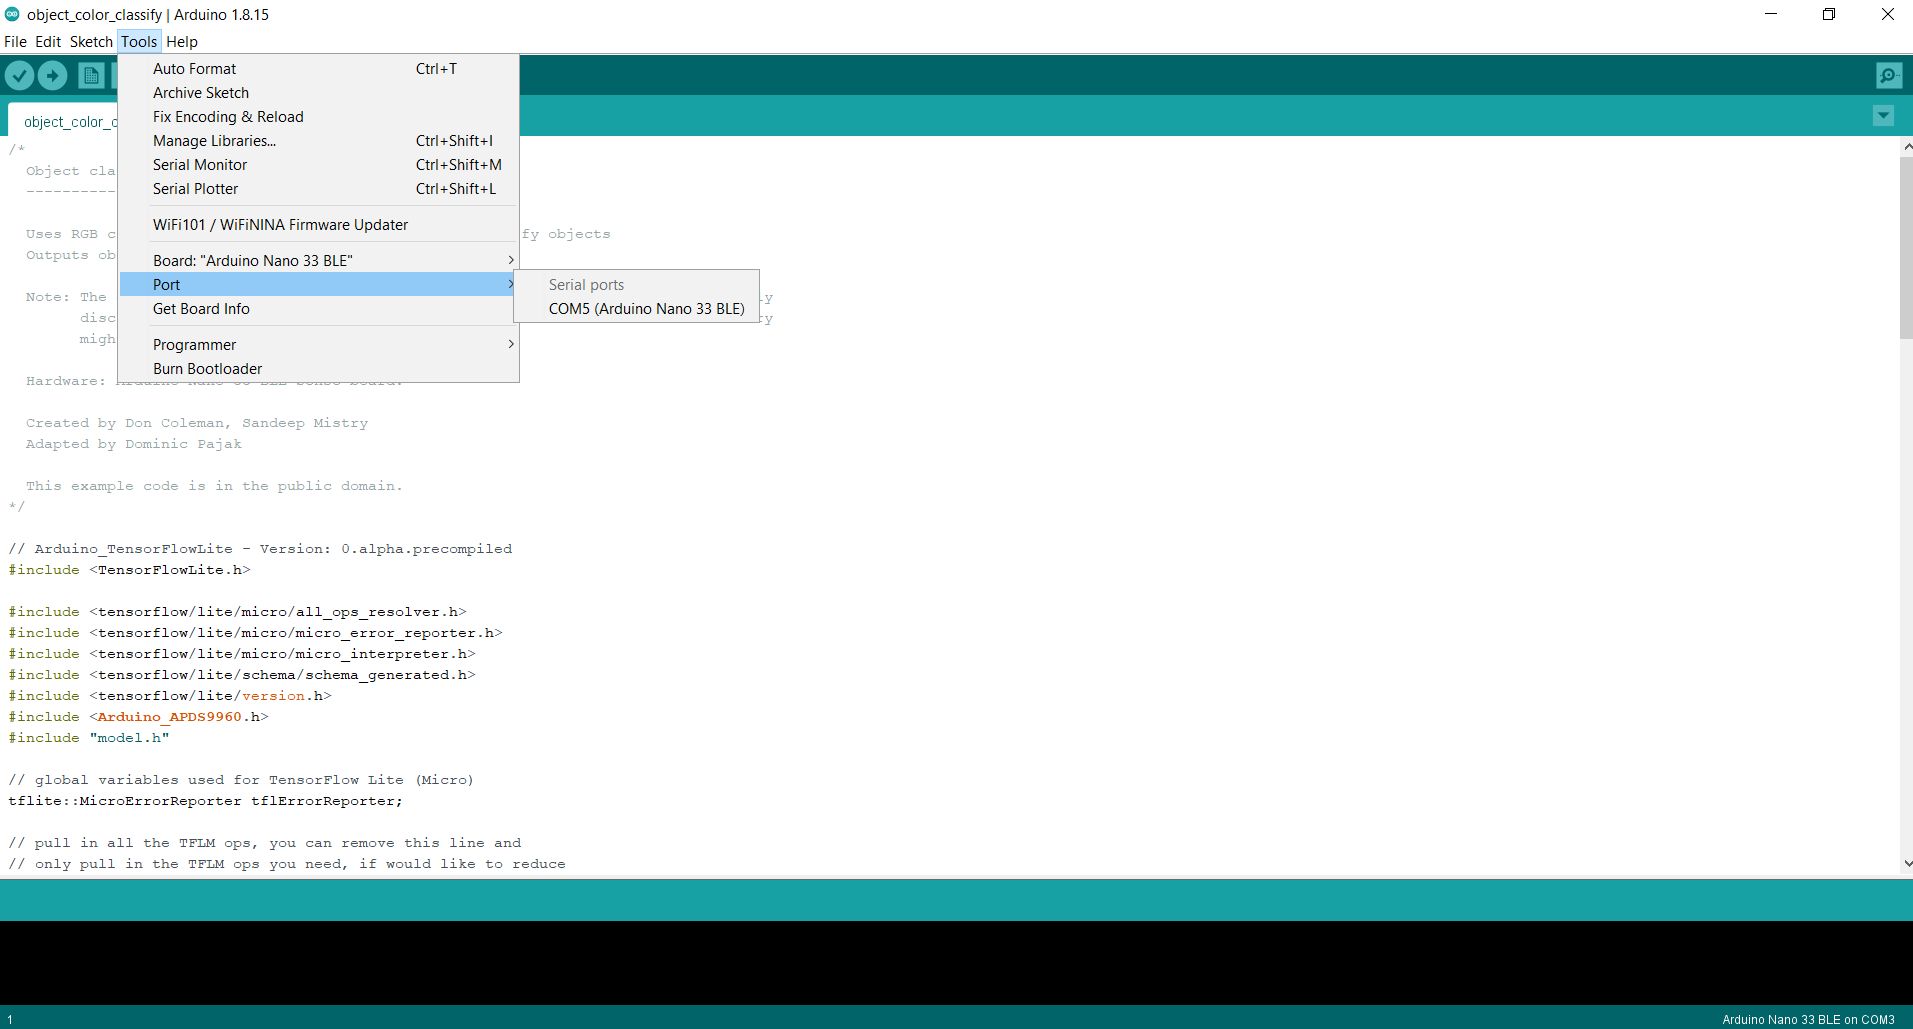 object_color_classify | Arduino 1.8.15
File Edit Sketch Tools Help
Auto Format Ctrl+T
Archive Sketch
Fix Encoding & Reload
Manage Libraries... Ctrl+Shift+I
Serial Monitor Ctrl+Shift+M
Serial Plotter Ctrl+Shift+L
WiFi101 / WiFiNINA Firmware Updater
Board: "Arduino Nano 33 BLE"
Port
Get Board Info
Programmer
Burn Bootloader
Serial ports
COM5 (Arduino Nano 33 BLE)
object_color_c
/*
Object cla
----------
Uses RGB c fy objects
Outputs ob
Note: The y
disc y
migh
Hardware:
Created by Don Coleman, Sandeep Mistry
Adapted by Dominic Pajak
This example code is in the public domain.
*/
// Arduino_TensorFlowLite - Version: 0.alpha.precompiled
#include <TensorFlowLite.h>
#include <tensorflow/lite/micro/all_ops_resolver.h>
#include <tensorflow/lite/micro/micro_error_reporter.h>
#include <tensorflow/lite/micro/micro_interpreter.h>
#include <tensorflow/lite/schema/schema_generated.h>
#include <tensorflow/lite/version.h>
#include <Arduino_APDS9960.h>
#include "model.h"
// global variables used for TensorFlow Lite (Micro)
tflite::MicroErrorReporter tflErrorReporter;
// pull in all the TFLM ops, you can remove this line and
// only pull in the TFLM ops you need, if would like to reduce
1
Arduino Nano 33 BLE on COM3